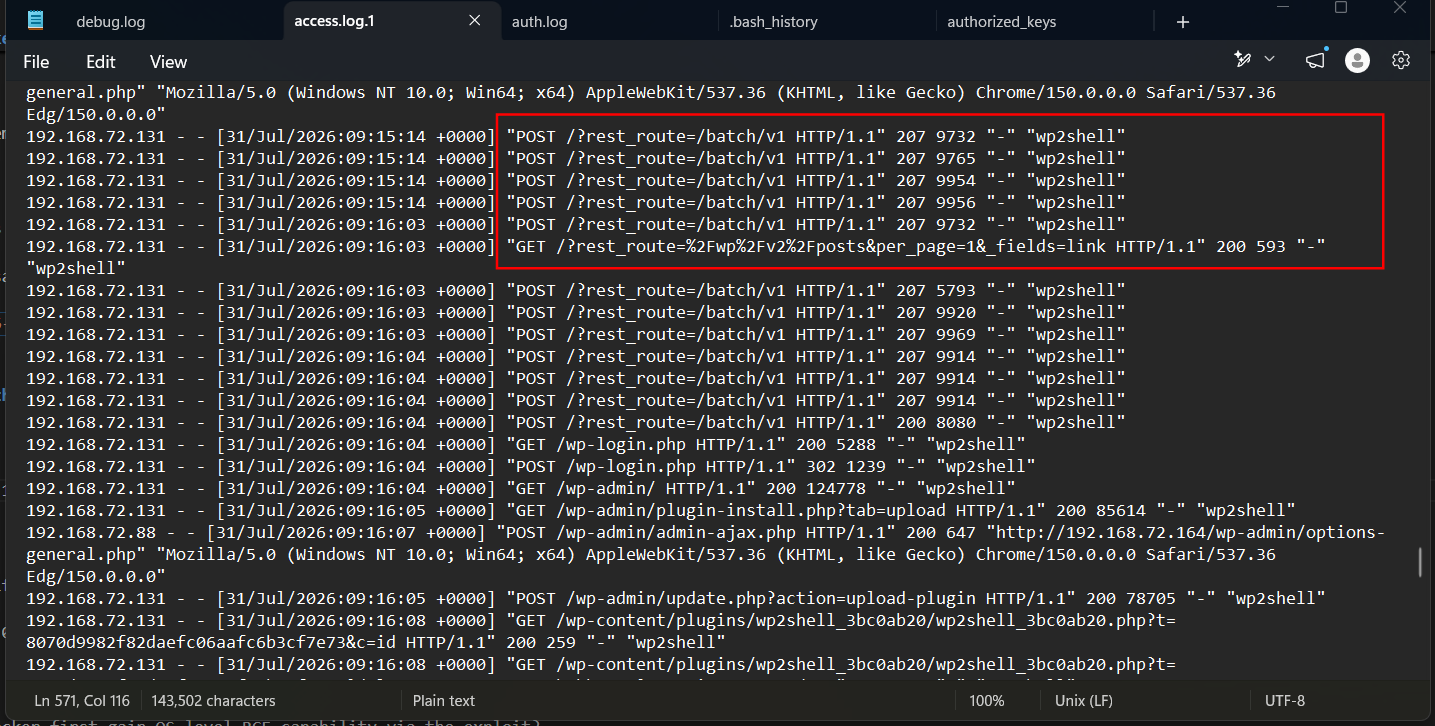 debug.log
access.log.1
auth.log
.bash_history
authorized_keys
File Edit View
general.php" "Mozilla/5.0 (Windows NT 10.0; Win64; x64) AppleWebKit/537.36 (KHTML, like Gecko) Chrome/150.0.0.0 Safari/537.36
Edg/150.0.0.0"
192.168.72.131 - - [31/Jul/2026:09:15:14 +0000] "POST /?rest_route=/batch/v1 HTTP/1.1" 207 9732 "-" "wp2shell"
192.168.72.131 - - [31/Jul/2026:09:15:14 +0000] "POST /?rest_route=/batch/v1 HTTP/1.1" 207 9765 "-" "wp2shell"
192.168.72.131 - - [31/Jul/2026:09:15:14 +0000] "POST /?rest_route=/batch/v1 HTTP/1.1" 207 9954 "-" "wp2shell"
192.168.72.131 - - [31/Jul/2026:09:15:14 +0000] "POST /?rest_route=/batch/v1 HTTP/1.1" 207 9956 "-" "wp2shell"
192.168.72.131 - - [31/Jul/2026:09:16:03 +0000] "POST /?rest_route=/batch/v1 HTTP/1.1" 207 9732 "-" "wp2shell"
192.168.72.131 - - [31/Jul/2026:09:16:03 +0000] "GET /?rest_route=%2Fwp%2Fv2%2Fposts&per_page=1&_fields=link HTTP/1.1" 200 593 "-"
"wp2shell"
192.168.72.131 - - [31/Jul/2026:09:16:03 +0000] "POST /?rest_route=/batch/v1 HTTP/1.1" 207 5793 "-" "wp2shell"
192.168.72.131 - - [31/Jul/2026:09:16:03 +0000] "POST /?rest_route=/batch/v1 HTTP/1.1" 207 9920 "-" "wp2shell"
192.168.72.131 - - [31/Jul/2026:09:16:03 +0000] "POST /?rest_route=/batch/v1 HTTP/1.1" 207 9969 "-" "wp2shell"
192.168.72.131 - - [31/Jul/2026:09:16:04 +0000] "POST /?rest_route=/batch/v1 HTTP/1.1" 207 9914 "-" "wp2shell"
192.168.72.131 - - [31/Jul/2026:09:16:04 +0000] "POST /?rest_route=/batch/v1 HTTP/1.1" 207 9914 "-" "wp2shell"
192.168.72.131 - - [31/Jul/2026:09:16:04 +0000] "POST /?rest_route=/batch/v1 HTTP/1.1" 207 9914 "-" "wp2shell"
192.168.72.131 - - [31/Jul/2026:09:16:04 +0000] "POST /?rest_route=/batch/v1 HTTP/1.1" 200 8080 "-" "wp2shell"
192.168.72.131 - - [31/Jul/2026:09:16:04 +0000] "GET /wp-login.php HTTP/1.1" 200 5288 "-" "wp2shell"
192.168.72.131 - - [31/Jul/2026:09:16:04 +0000] "POST /wp-login.php HTTP/1.1" 302 1239 "-" "wp2shell"
192.168.72.131 - - [31/Jul/2026:09:16:04 +0000] "GET /wp-admin/ HTTP/1.1" 200 124778 "-" "wp2shell"
192.168.72.131 - - [31/Jul/2026:09:16:05 +0000] "GET /wp-admin/plugin-install.php?tab=upload HTTP/1.1" 200 85614 "-" "wp2shell"
192.168.72.88 - - [31/Jul/2026:09:16:07 +0000] "POST /wp-admin/admin-ajax.php HTTP/1.1" 200 647 "http://192.168.72.164/wp-admin/options-
general.php" "Mozilla/5.0 (Windows NT 10.0; Win64; x64) AppleWebKit/537.36 (KHTML, like Gecko) Chrome/150.0.0.0 Safari/537.36
Edg/150.0.0.0"
192.168.72.131 - - [31/Jul/2026:09:16:05 +0000] "POST /wp-admin/update.php?action=upload-plugin HTTP/1.1" 200 78705 "-" "wp2shell"
192.168.72.131 - - [31/Jul/2026:09:16:08 +0000] "GET /wp-content/plugins/wp2shell_3bc0ab20/wp2shell_3bc0ab20.php?t=
8070d9982f82daefc06aafc6b3cf7e73&c=id HTTP/1.1" 200 259 "-" "wp2shell"
192.168.72.131 - - [31/Jul/2026:09:16:08 +0000] "GET /wp-content/plugins/wp2shell_3bc0ab20/wp2shell_3bc0ab20.php?t=
Ln 571, Col 116
143,502 characters
Plain text
100%
Unix (LF)
UTF-8